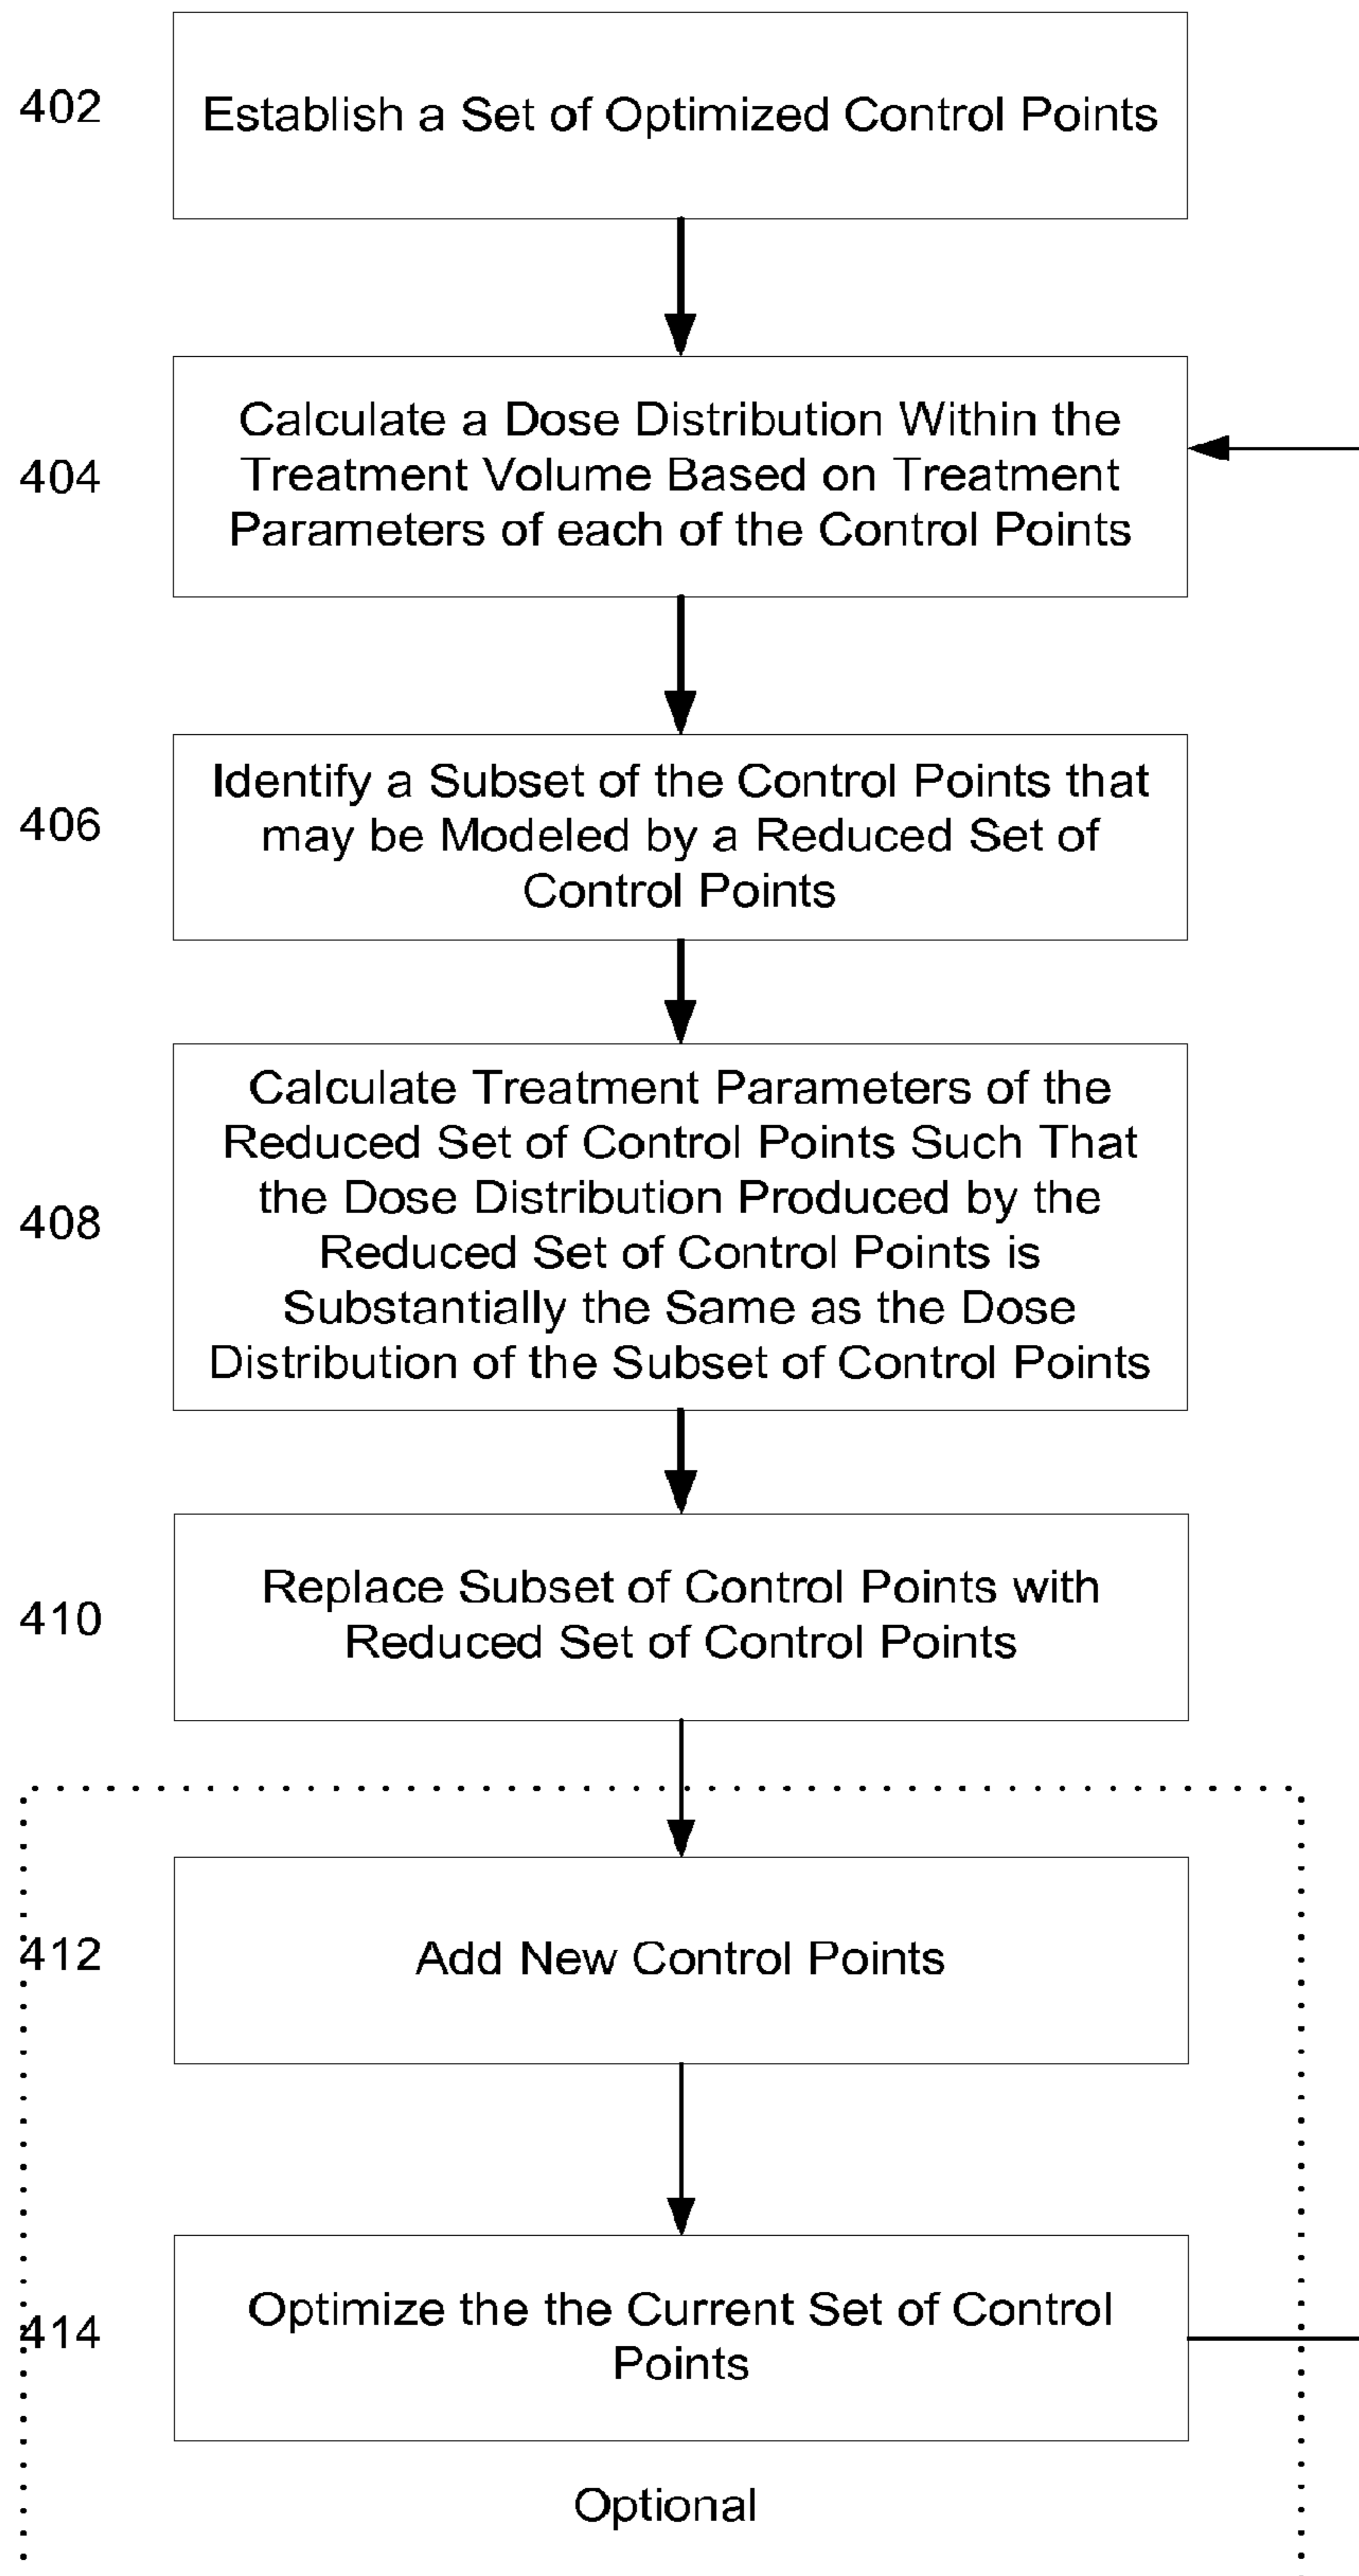 402
Establish a Set of Optimized Control Points
404
Calculate a Dose Distribution Within the
Treatment Volume Based on Treatment
Parameters of each of the Control Points
406
Identify a Subset of the Control Points that
may be Modeled by a Reduced Set of
Control Points
408
Calculate Treatment Parameters of the
Reduced Set of Control Points Such That
the Dose Distribution Produced by the
Reduced Set of Control Points is
Substantially the Same as the Dose
Distribution of the Subset of Control Points
410
Replace Subset of Control Points with
Reduced Set of Control Points
412
Add New Control Points
414
Optimize the the Current Set of Control
Points
Optional